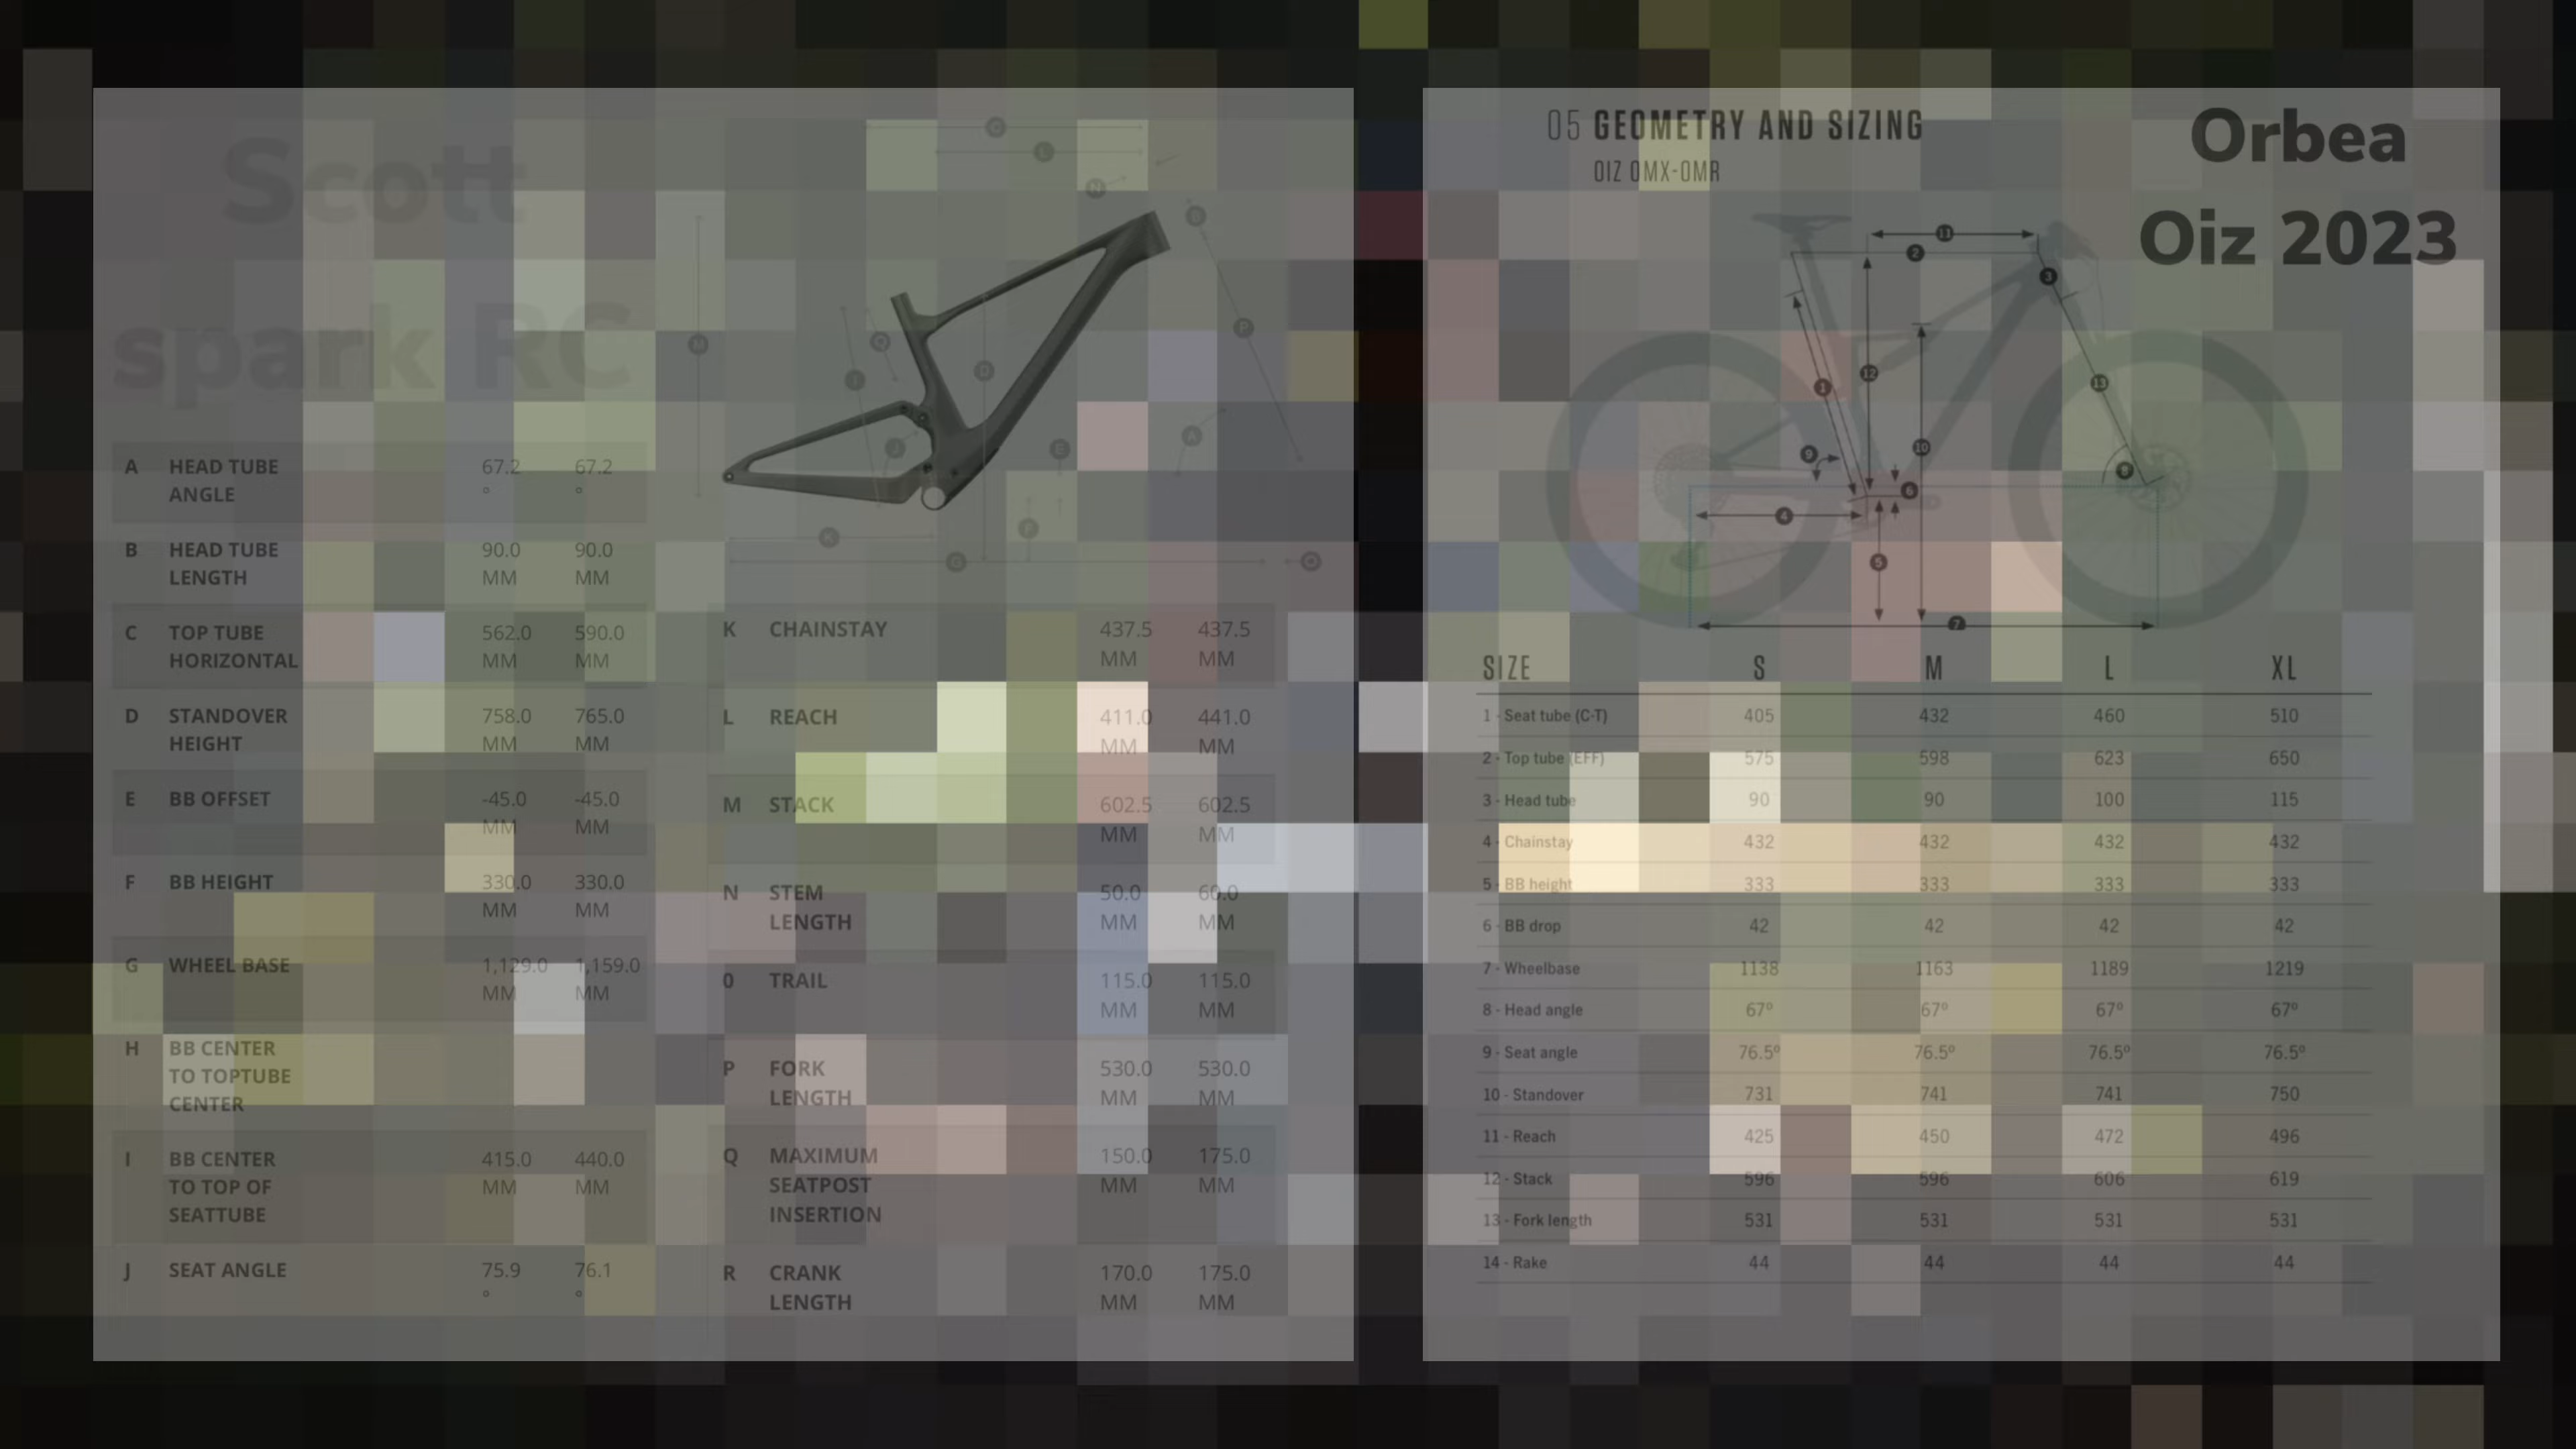 Scott
spark RC
A HEAD TUBE 67.2 67.2
ANGLE ° °
B HEAD TUBE 90.0 90.0
LENGTH MM MM
C TOP TUBE 562.0 590.0
HORIZONTAL MM MM
D STANDOVER 758.0 765.0
HEIGHT MM MM
E BB OFFSET -45.0 -45.0
MM MM
F BB HEIGHT 330.0 330.0
MM MM
G WHEEL BASE 1,129.0 1,159.0
MM MM
H BB CENTER
TO TOPTUBE
CENTER
I BB CENTER 415.0 440.0
TO TOP OF MM MM
SEATTUBE
J SEAT ANGLE 75.9 76.1
° °
K CHAINSTAY 437.5 437.5
MM MM
L REACH 411.0 441.0
MM MM
M STACK 602.5 602.5
MM MM
N STEM 50.0 60.0
LENGTH MM MM
O TRAIL 115.0 115.0
MM MM
P FORK 530.0 530.0
LENGTH MM MM
Q MAXIMUM 150.0 175.0
SEATPOST MM MM
INSERTION
R CRANK 170.0 175.0
LENGTH MM MM
05 GEOMETRY AND SIZING
OIZ OMX-OMR
Orbea
Oiz 2023
11
2
3
1
12
13
9
10
8
6
4
5
7
SIZE S M L XL
1 - Seat tube (C-T) 405 432 460 510
2 - Top tube (EFF) 575 598 623 650
3 - Head tube 90 90 100 115
4 - Chainstay 432 432 432 432
5 - BB height 333 333 333 333
6 - BB drop 42 42 42 42
7 - Wheelbase 1138 1163 1189 1219
8 - Head angle 67º 67º 67º 67º
9 - Seat angle 76.5º 76.5º 76.5º 76.5º
10 - Standover 731 741 741 750
11 - Reach 425 450 472 496
12 - Stack 596 596 606 619
13 - Fork length 531 531 531 531
14 - Rake 44 44 44 44